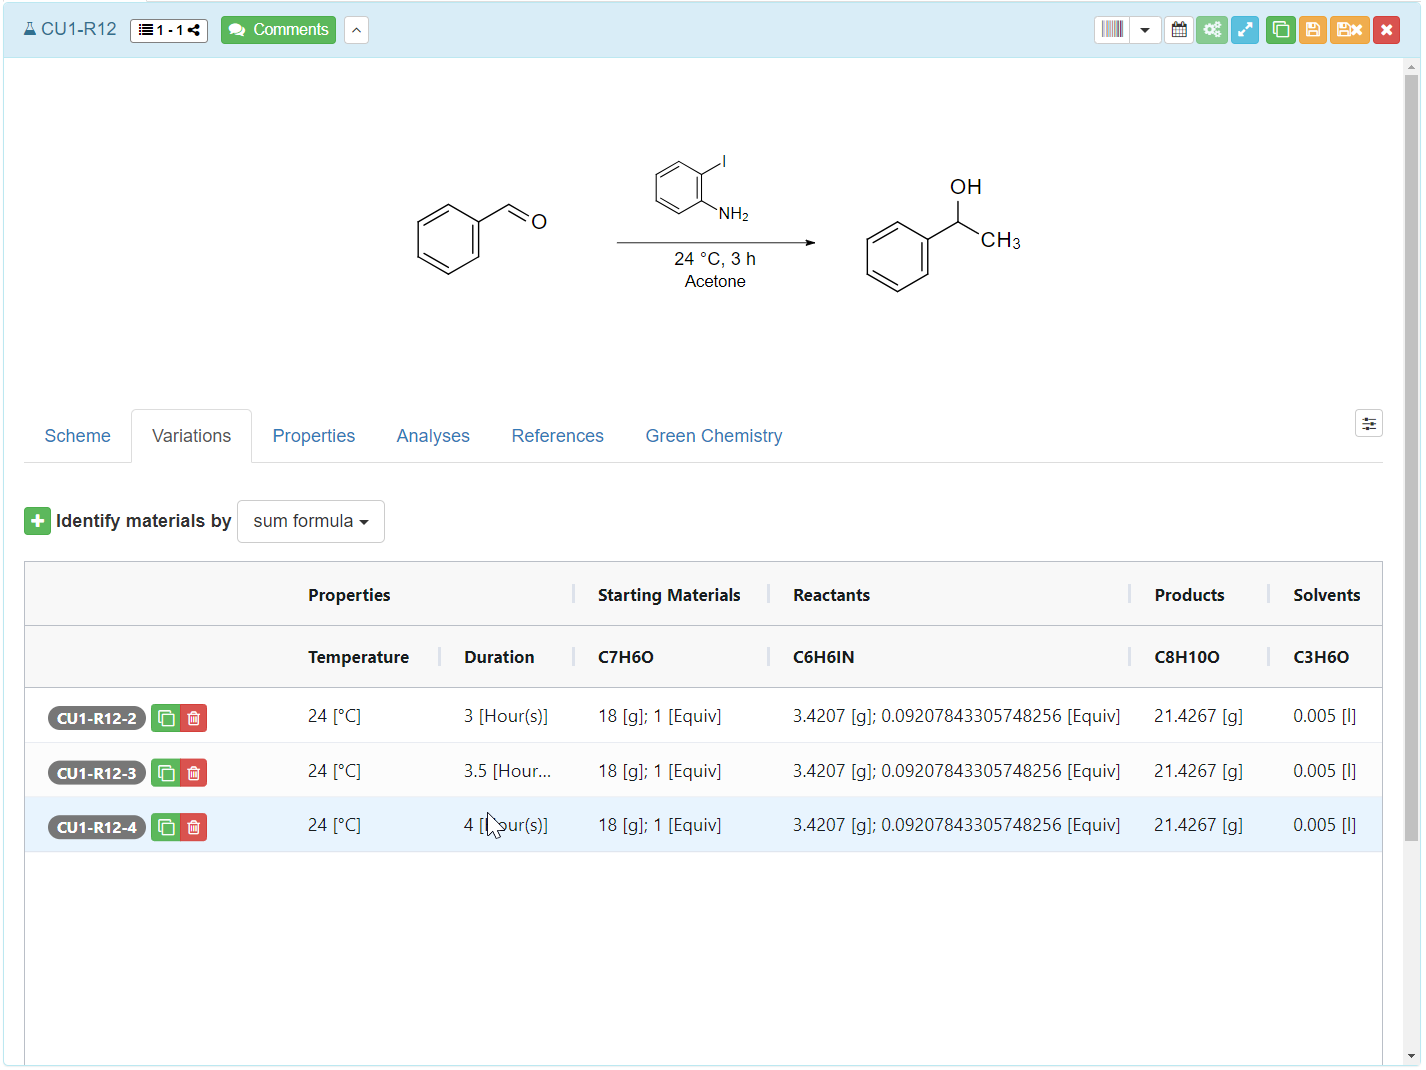 CU1-R12 1 - 1 Comments
I
NH2
OH
O
CH3
24 °C, 3 h
Acetone
Scheme Variations Properties Analyses References Green Chemistry
Identify materials by sum formula
Properties Starting Materials Reactants Products Solvents
Temperature Duration C7H6O C6H6IN C8H10O C3H6O
CU1-R12-2 24 [°C] 3 [Hour(s)] 18 [g]; 1 [Equiv] 3.4207 [g]; 0.09207843305748256 [Equiv] 21.4267 [g] 0.005 [l]
CU1-R12-3 24 [°C] 3.5 [Hour... 18 [g]; 1 [Equiv] 3.4207 [g]; 0.09207843305748256 [Equiv] 21.4267 [g] 0.005 [l]
CU1-R12-4 24 [°C] 4 [Hour(s)] 18 [g]; 1 [Equiv] 3.4207 [g]; 0.09207843305748256 [Equiv] 21.4267 [g] 0.005 [l]